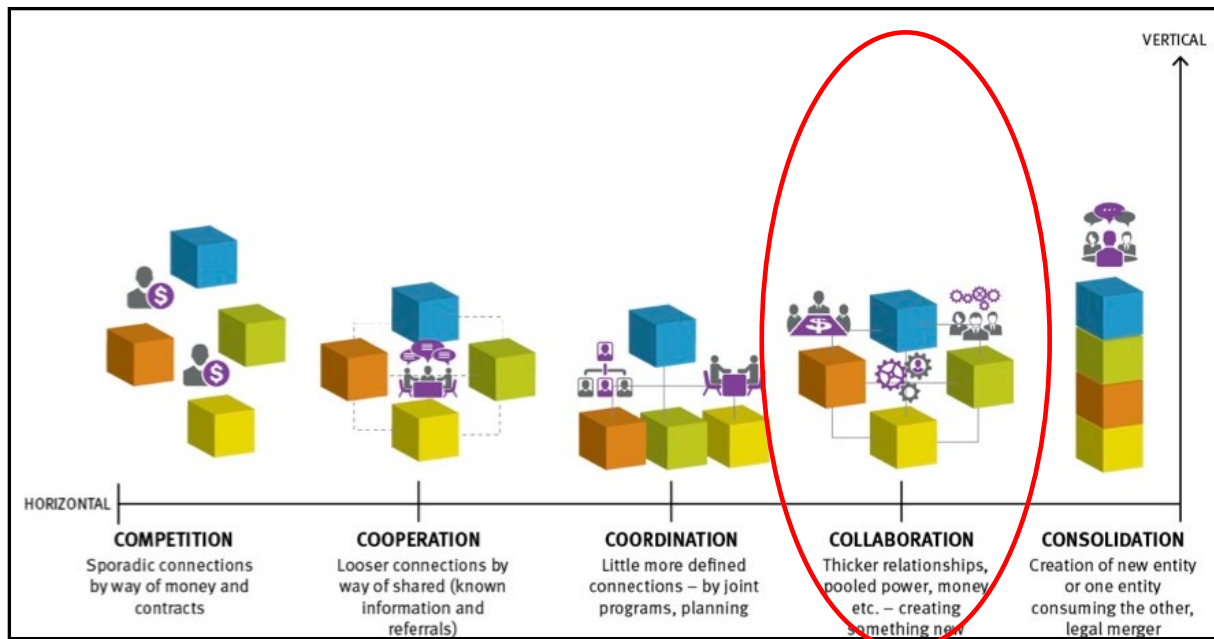 VERTICAL
HORIZONTAL
COMPETITION
Sporadic connections
by way of money and
contracts
COOPERATION
Looser connections by
way of shared (known
information and
referrals)
COORDINATION
Little more defined
connections – by joint
programs, planning
COLLABORATION
Thicker relationships,
pooled power, money
etc. – creating
something new
CONSOLIDATION
Creation of new entity
or one entity
consuming the other,
legal merger
$
$
$